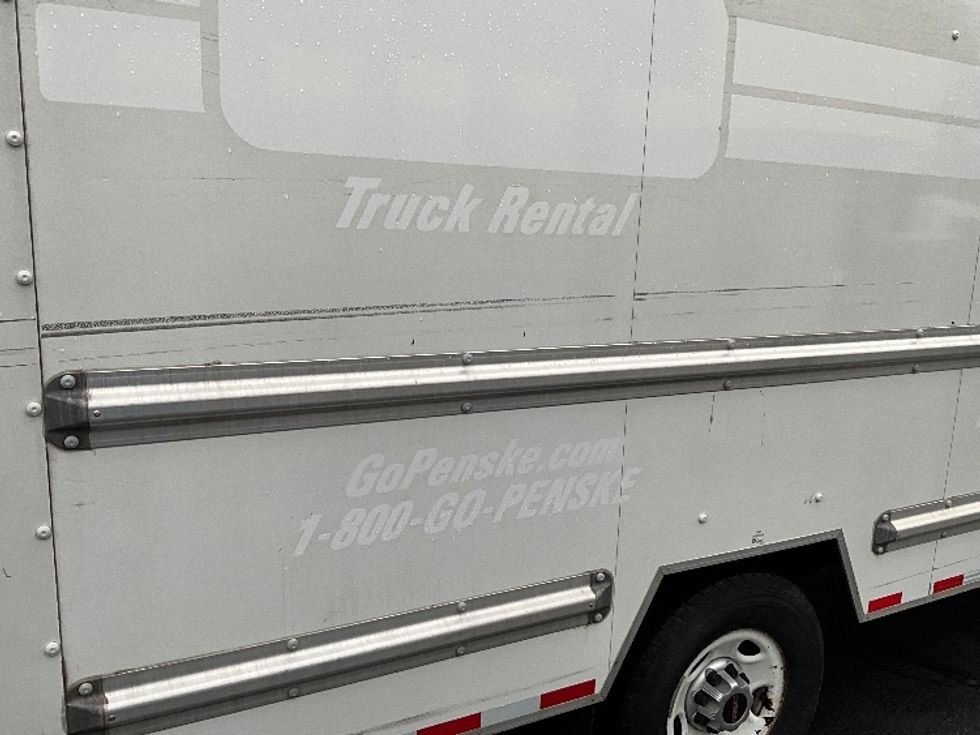 Truck Rental
GoPenske.com
1-800-GO-PENSKE